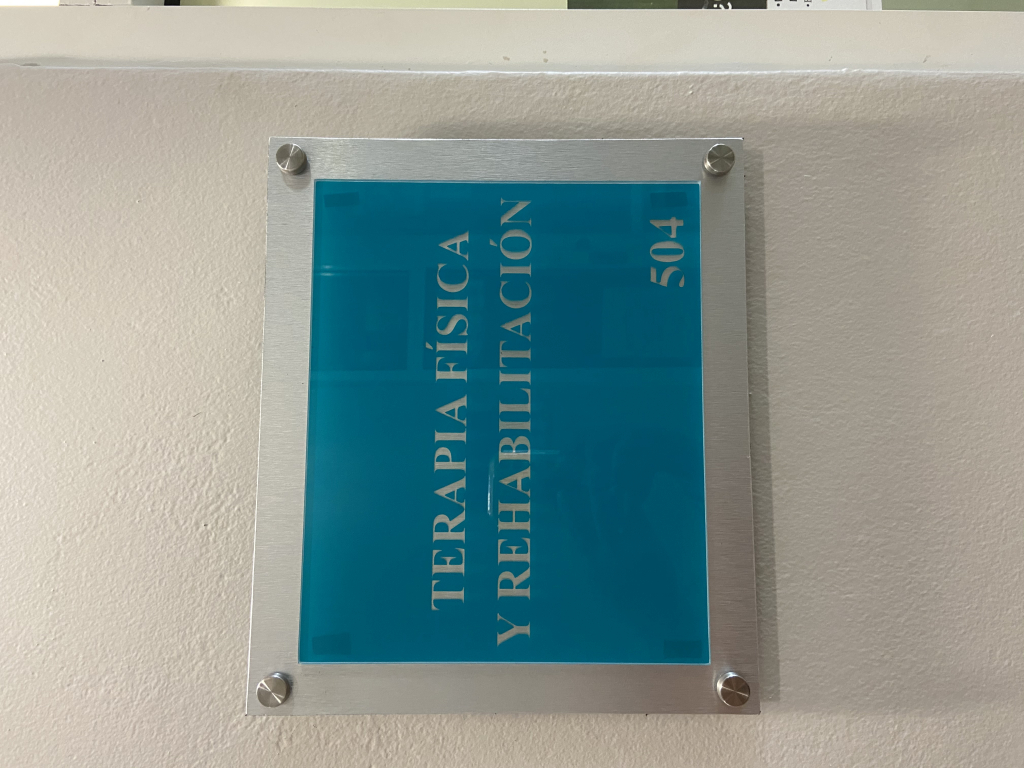 TERAPIA FÍSICA
Y REHABILITACIÓN
504